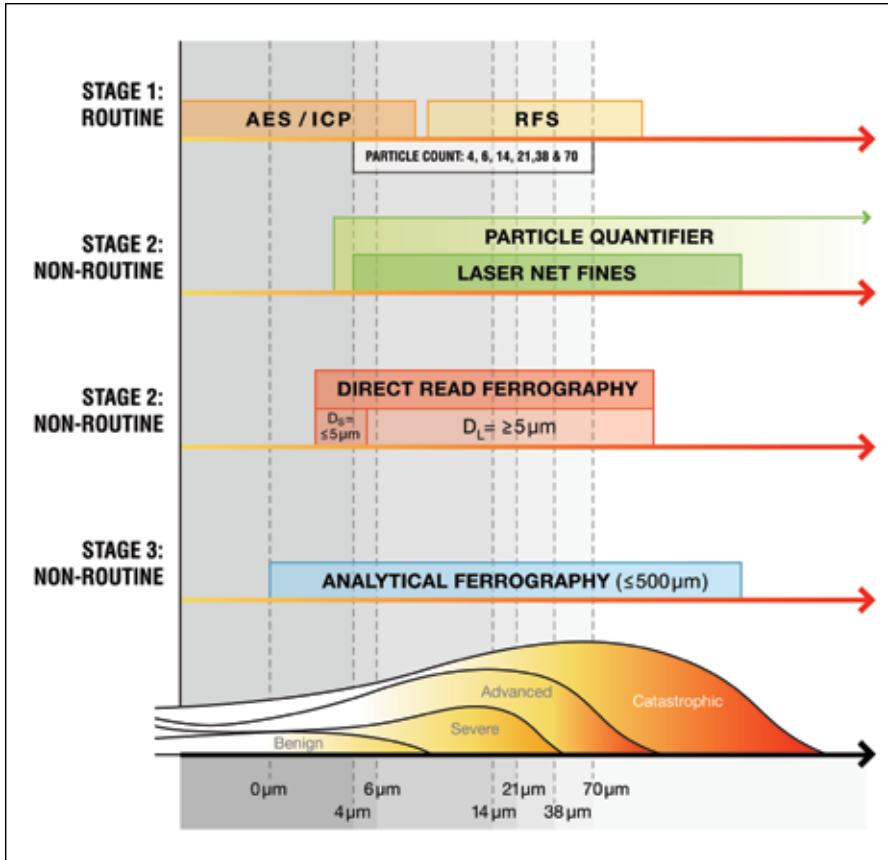 STAGE 1:
ROUTINE
AES / ICP
RFS
PARTICLE COUNT: 4, 6, 14, 21,38 & 70
STAGE 2:
NON-ROUTINE
PARTICLE QUANTIFIER
LASER NET FINES
STAGE 2:
NON-ROUTINE
DIRECT READ FERROGRAPHY
DS=
≤5μm
DL= ≥5μm
STAGE 3:
NON-ROUTINE
ANALYTICAL FERROGRAPHY (≤500μm)
Benign
Severe
Advanced
Catastrophic
0μm
4μm
6μm
14μm
21μm
38μm
70μm